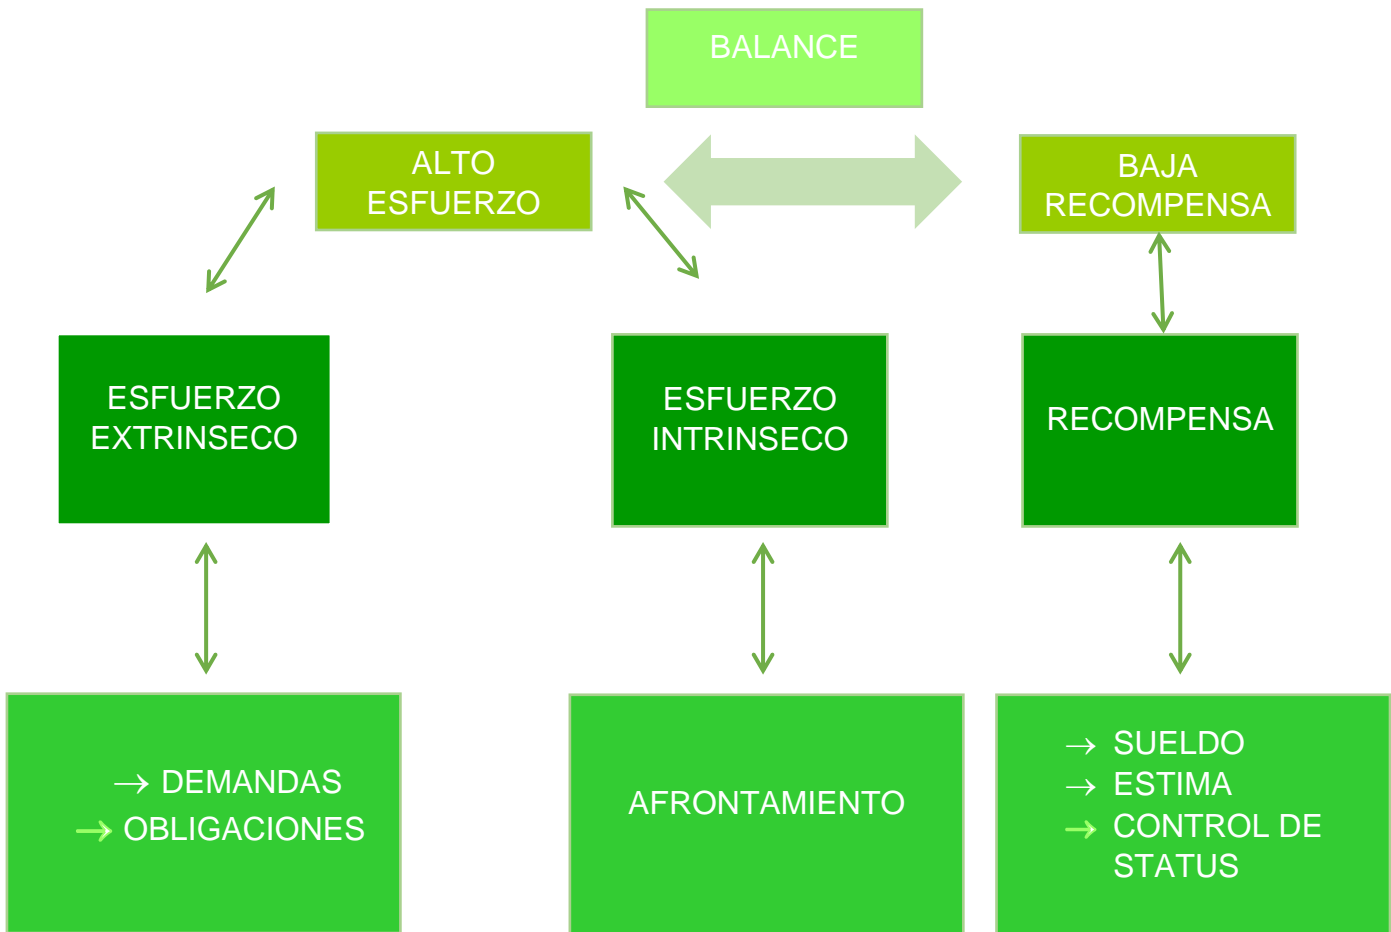 BALANCE
ALTO
ESFUERZO
BAJA
RECOMPENSA
ESFUERZO
EXTRINSECO
ESFUERZO
INTRINSECO
RECOMPENSA
→ DEMANDAS
→ OBLIGACIONES
AFRONTAMIENTO
→ SUELDO
→ ESTIMA
→ CONTROL DE
STATUS